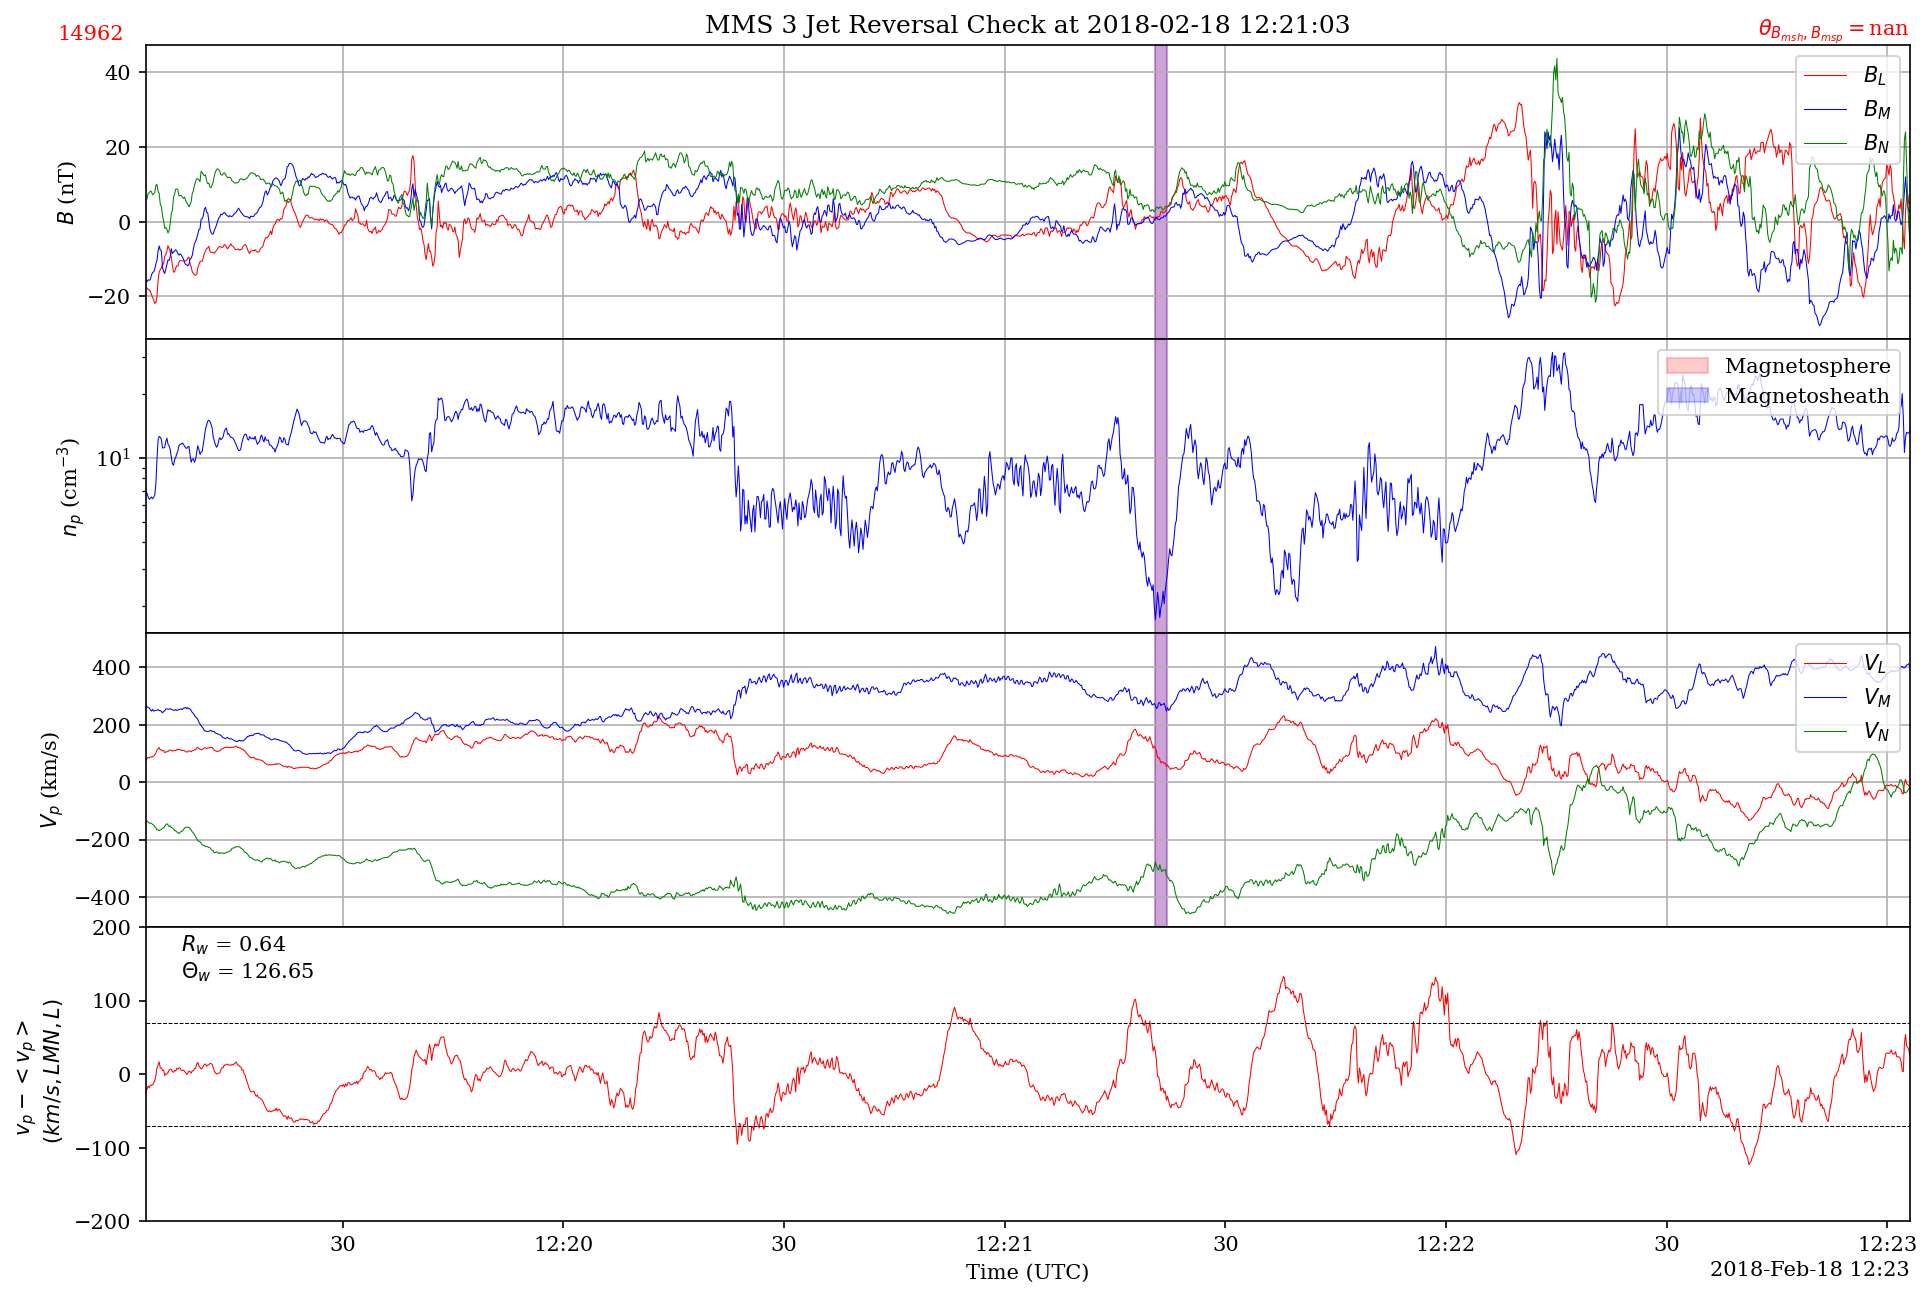 MMS 3 Jet Reversal Check at 2018-02-18 12:21:03
14962
θ_{B_{msh}, B_{msp}} = nan
40
20
0
−20
B (nT)
B_L
B_M
B_N
10^1
n_p (cm^{−3})
Magnetosphere
Magnetosheath
400
200
0
−200
−400
V_p (km/s)
V_L
V_M
V_N
200
100
0
−100
−200
v_p − <v_p>
(km/s, LMN, L)
R_w = 0.64
Θ_w = 126.65
30
12:20
30
12:21
30
12:22
30
12:23
Time (UTC)
2018-Feb-18 12:23